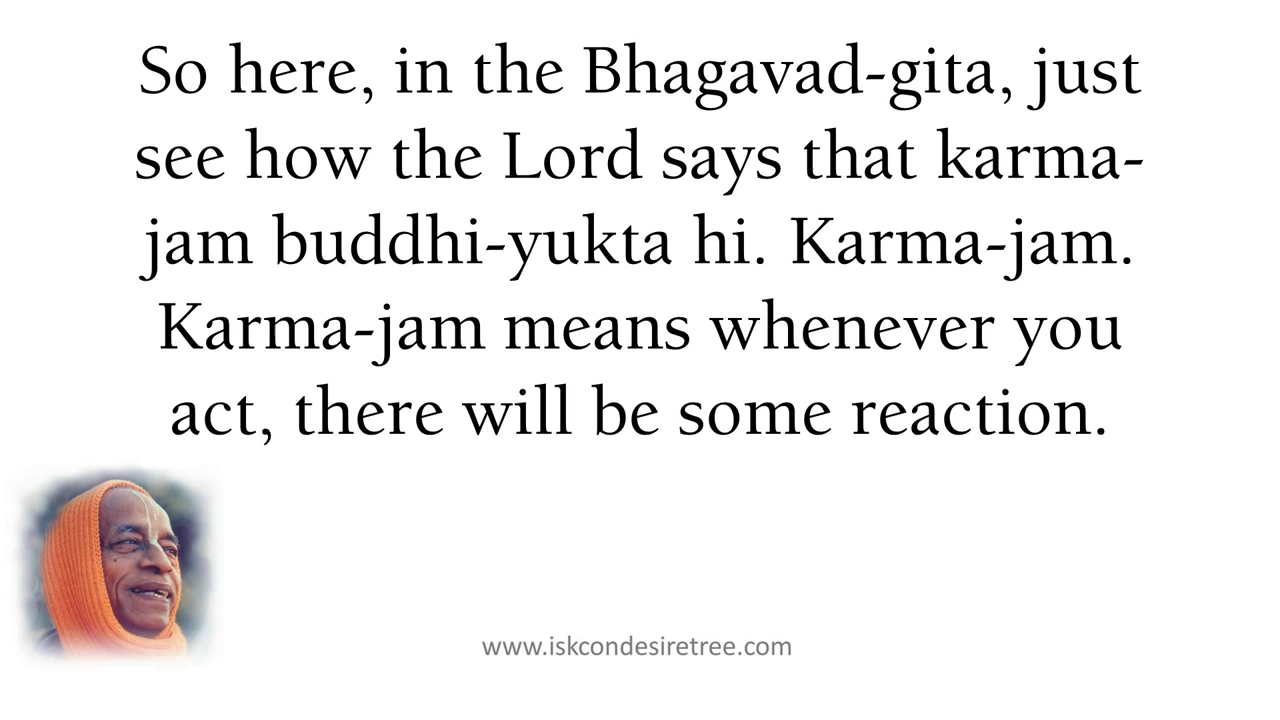 So here, in the Bhagavad-gita, just
see how the Lord says that karma-
jam buddhi-yukta hi. Karma-jam.
Karma-jam means whenever you
act, there will be some reaction.
www.iskcondesiretree.com